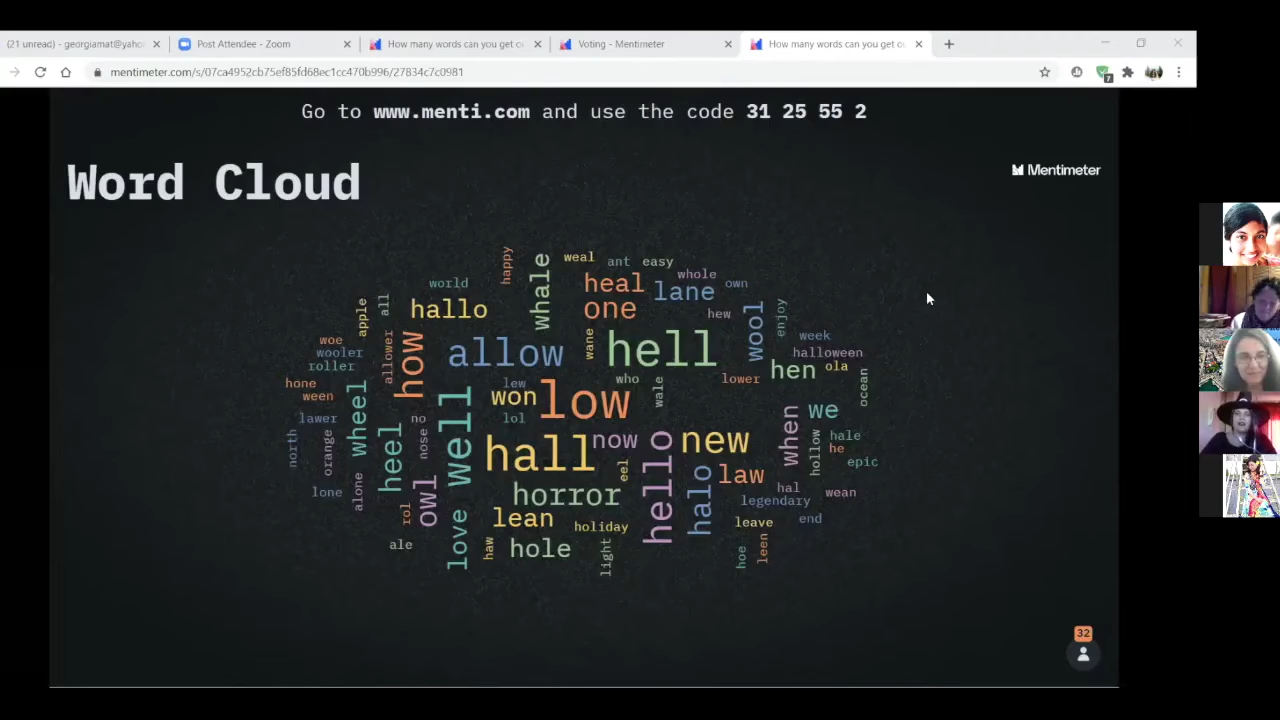 (21 unread) - georgiamat@yaho
Post Attendee - Zoom
How many words can you get ou
Voting - Mentimeter
How many words can you get ou
mentimeter.com/s/07ca4952cb75ef85fd68ec1cc470b996/27834c7c0981
7
Go to www.menti.com and use the code 31 25 55 2
Mentimeter
Word Cloud
happy
whale
weal
ant
easy
world
heal
whole
lane
own
apple
all
hallo
one
hew
wool
enjoy
woe
how
wane
week
wooler
allower
allow
hell
halloween
roller
hen
ola
hone
lew
who
lower
ocean
ween
wheel
won
low
wale
we
lawer
no
well
lol
when
north
orange
heel
nose
hall
now
hello
new
hollow
hale
he
eel
halo
law
epic
lone
alone
owl
horror
hal
wean
rol
legendary
love
lean
holiday
leave
end
ale
haw
hole
light
hoe
leen
32